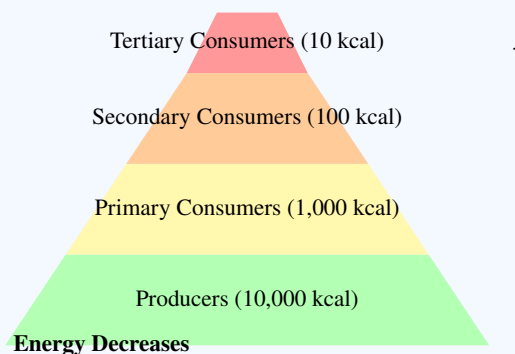 Tertiary Consumers (10 kcal)
Secondary Consumers (100 kcal)
Primary Consumers (1,000 kcal)
Producers (10,000 kcal)
Energy Decreases